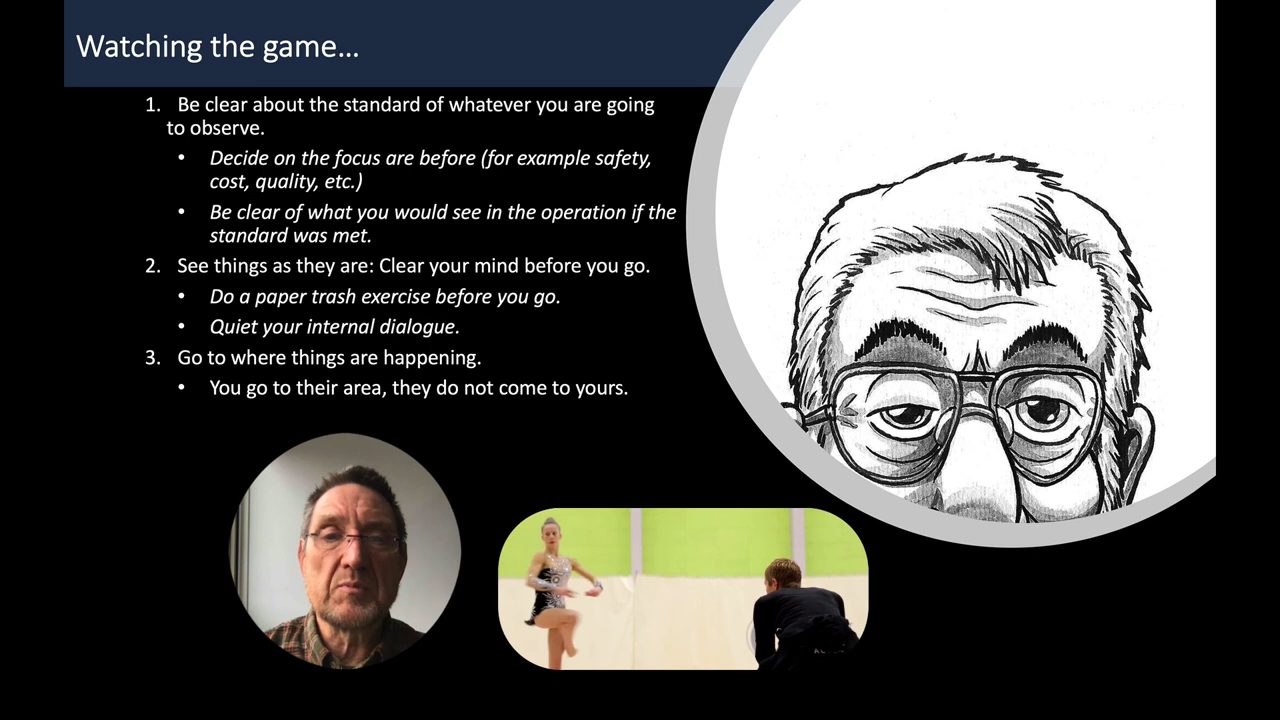 Watching the game…
1. Be clear about the standard of whatever you are going
to observe.
• Decide on the focus are before (for example safety,
cost, quality, etc.)
• Be clear of what you would see in the operation if the
standard was met.
2. See things as they are: Clear your mind before you go.
• Do a paper trash exercise before you go.
• Quiet your internal dialogue.
3. Go to where things are happening.
• You go to their area, they do not come to yours.